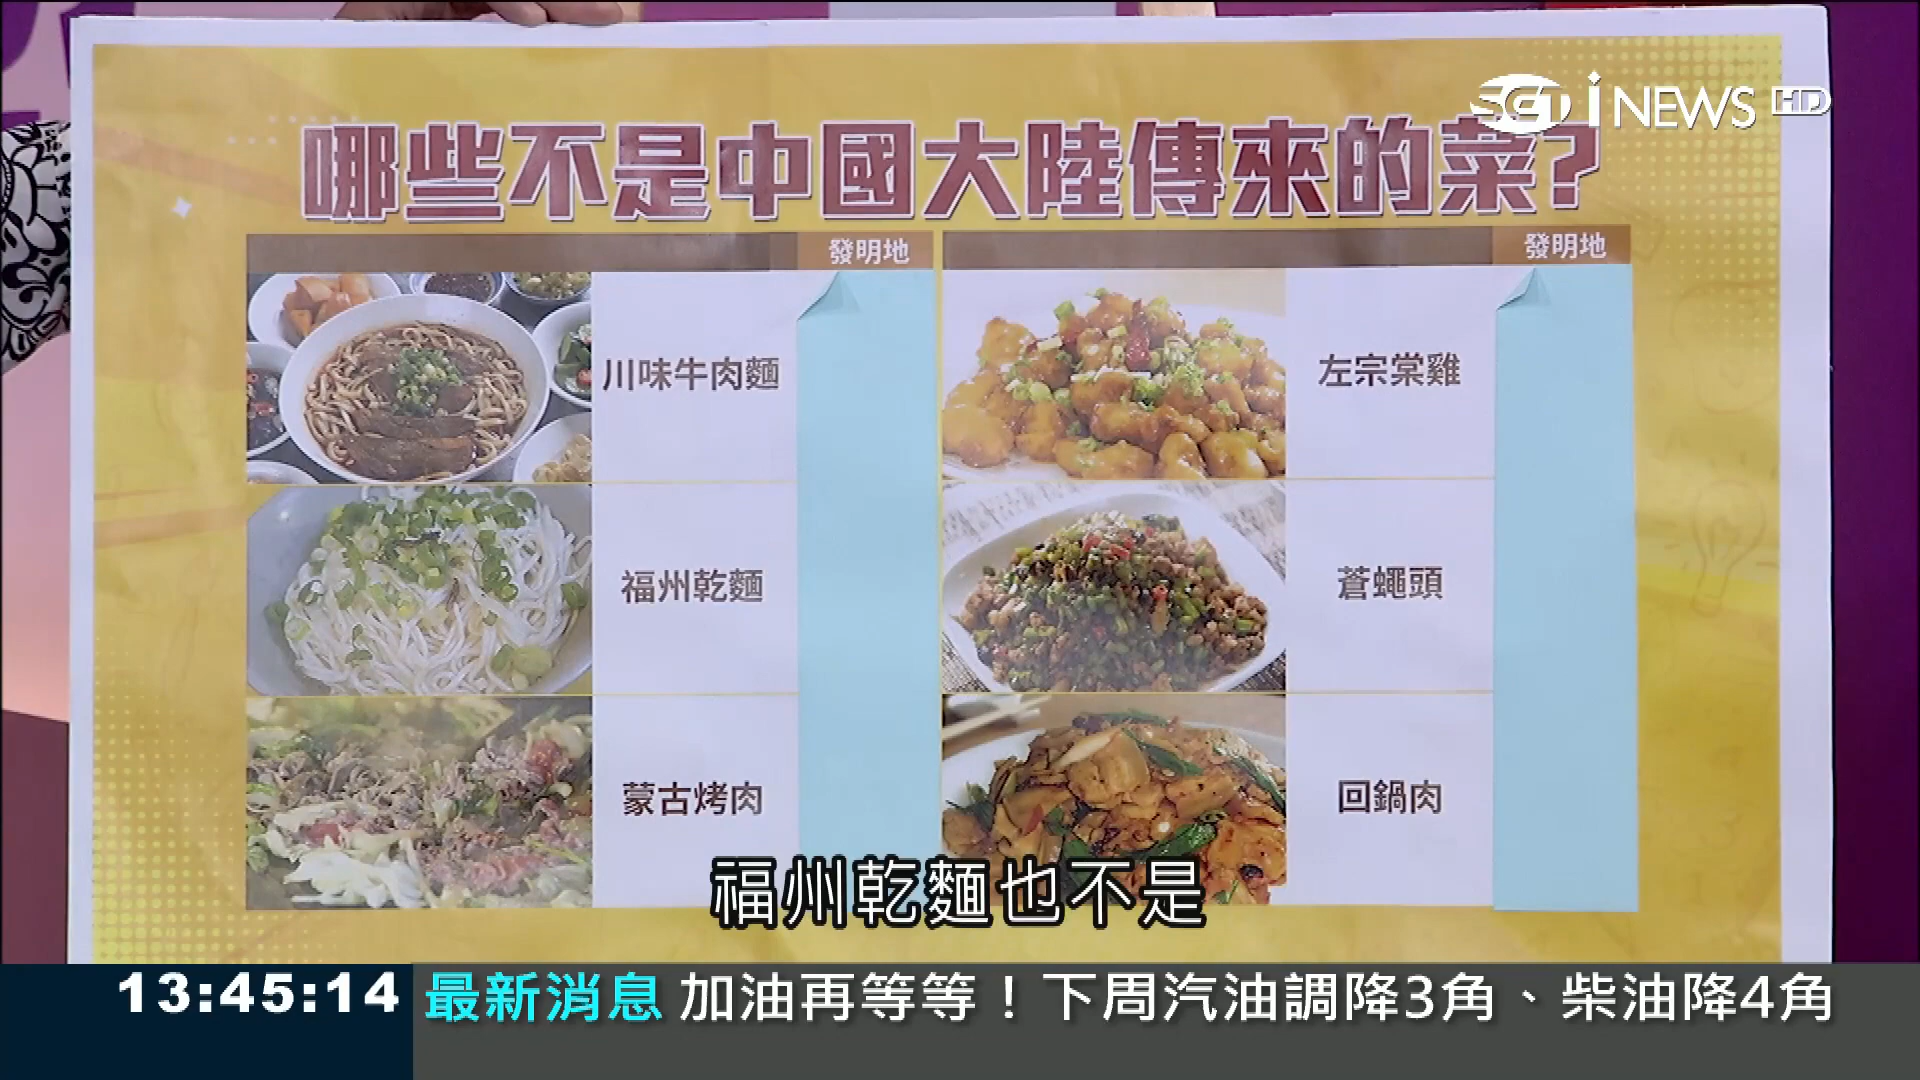 SETN iNEWS HD
哪些不是中國大陸傳來的菜?
發明地
發明地
川味牛肉麵
左宗棠雞
福州乾麵
蒼蠅頭
蒙古烤肉
回鍋肉
福州乾麵也不是
13:45:14 最新消息 加油再等等！下周汽油調降3角、柴油降4角